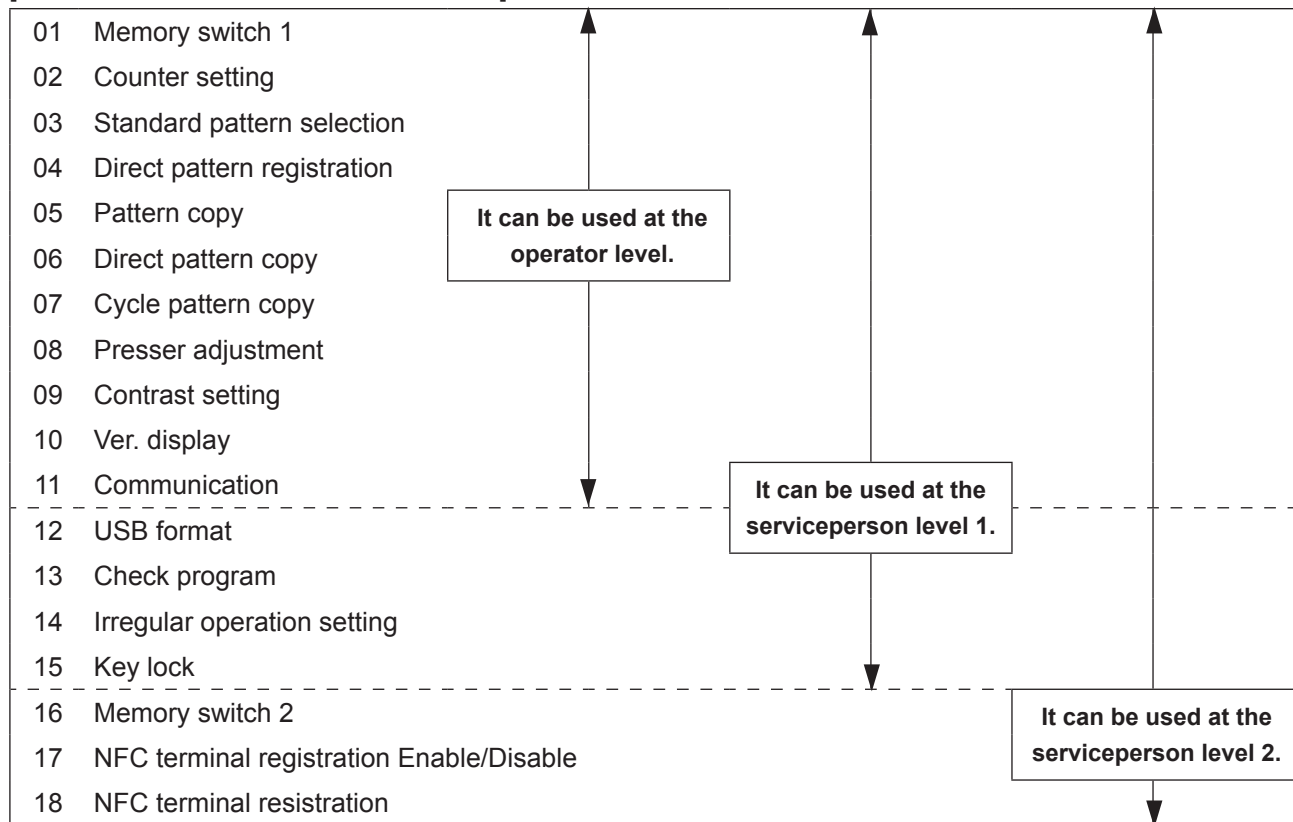 01 Memory switch 1
02 Counter setting
03 Standard pattern selection
04 Direct pattern registration
05 Pattern copy
06 Direct pattern copy
07 Cycle pattern copy
08 Presser adjustment
09 Contrast setting
10 Ver. display
11 Communication
12 USB format
13 Check program
14 Irregular operation setting
15 Key lock
16 Memory switch 2
17 NFC terminal registration Enable/Disable
18 NFC terminal resistration
It can be used at the
operator level.
It can be used at the
serviceperson level 1.
It can be used at the
serviceperson level 2.